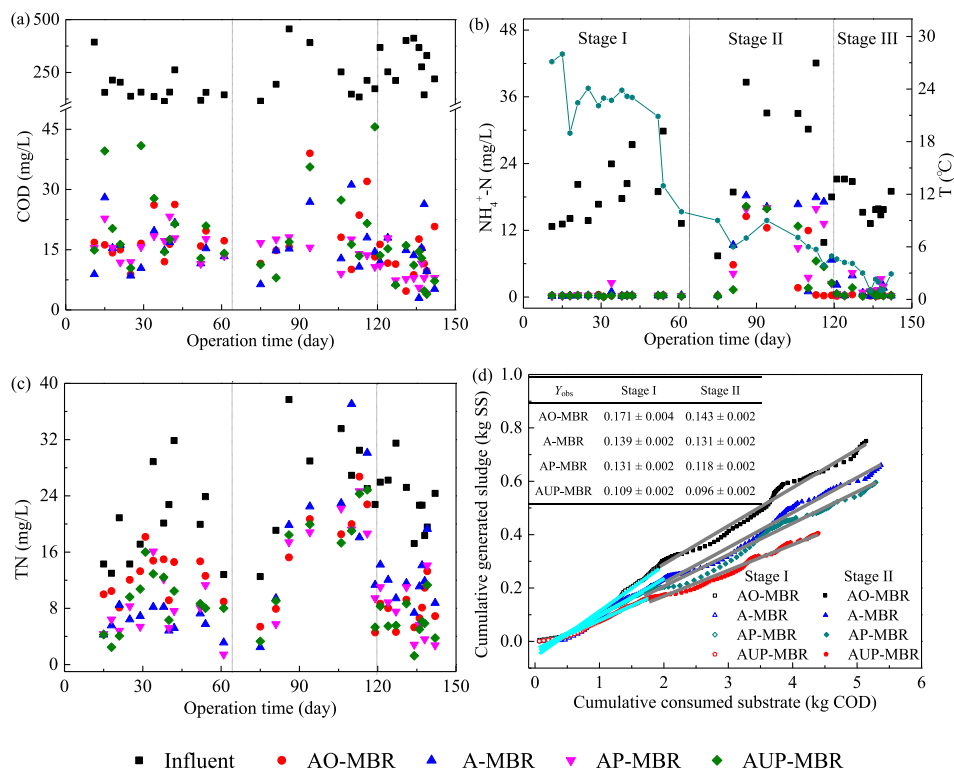 (a)
500
250
45
30
15
0
COD (mg/L)
0 30 60 90 120 150
Operation time (day)
(b)
Stage I Stage II Stage III
48
36
24
12
0
NH₄⁺-N (mg/L)
30
24
18
12
6
0
T (℃)
0 30 60 90 120 150
Operation time (day)
(c)
40
32
24
16
8
0
TN (mg/L)
0 30 60 90 120 150
Operation time (day)
(d)
1.0
0.8
0.6
0.4
0.2
0.0
Cumulative generated sludge (kg SS)
Yobs Stage I Stage II
AO-MBR 0.171 ± 0.004 0.143 ± 0.002
A-MBR 0.139 ± 0.002 0.131 ± 0.002
AP-MBR 0.131 ± 0.002 0.118 ± 0.002
AUP-MBR 0.109 ± 0.002 0.096 ± 0.002
Stage I Stage II
AO-MBR AO-MBR
A-MBR A-MBR
AP-MBR AP-MBR
AUP-MBR AUP-MBR
0 1 2 3 4 5 6
Cumulative consumed substrate (kg COD)
Influent AO-MBR A-MBR AP-MBR AUP-MBR